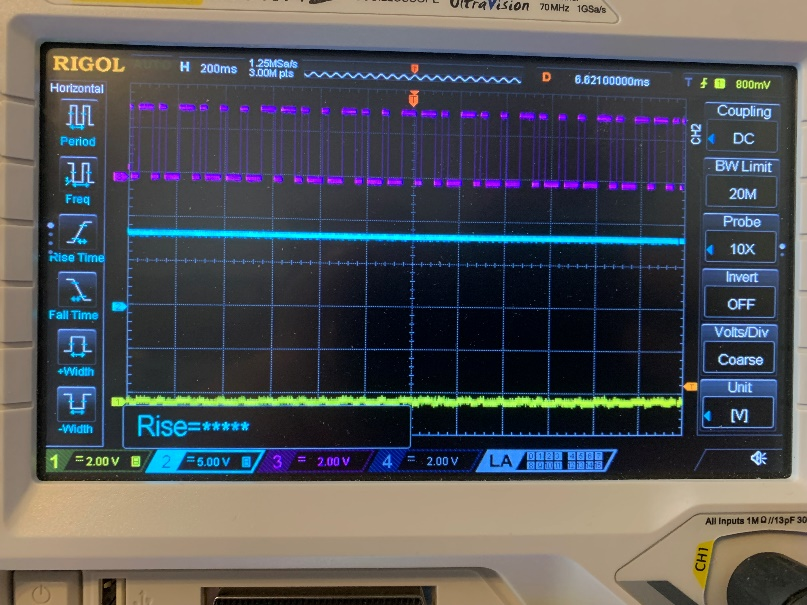 UltraVision 70MHz 1GSa/s
RIGOL H 200ms 1.25MSa/s 3.00M pts D 6.62100000ms T 1 800mV
Horizontal
Period
Freq
Rise Time
Fall Time
+Width
-Width
CH2
Coupling
DC
BW Limit
20M
Probe
10X
Invert
OFF
Volts/Div
Coarse
Unit
[V]
Rise=*****
1 = 2.00 V 2 = 5.00 V 3 = 2.00 V 4 = 2.00 V LA
All Inputs 1MΩ//13pF 30
CH1